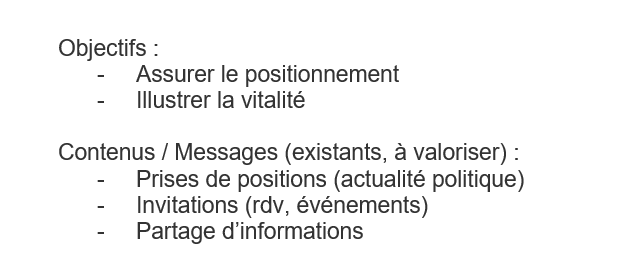 Objectifs :
- Assurer le positionnement
- Illustrer la vitalité
Contenus / Messages (existants, à valoriser) :
- Prises de positions (actualité politique)
- Invitations (rdv, événements)
- Partage d’informations